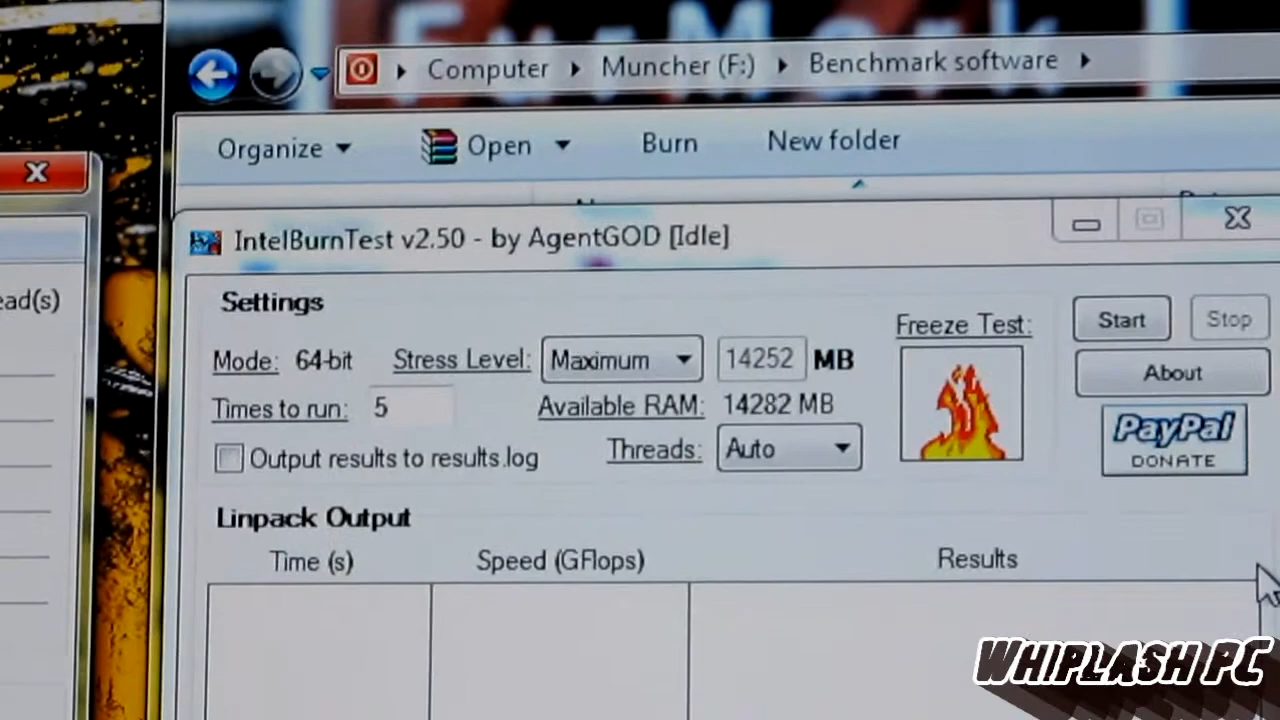 FurMark
Computer Muncher (F:) Benchmark software
Organize Open Burn New folder
IntelBurnTest v2.50 - by AgentGOD [Idle]
ead(s)
Settings
Mode: 64-bit Stress Level: Maximum 14252 MB
Times to run: 5 Available RAM: 14282 MB
Output results to results.log Threads: Auto
Freeze Test:
Start Stop
About
PayPal
DONATE
Linpack Output
Time (s) Speed (GFlops) Results
WHIPLASH PC